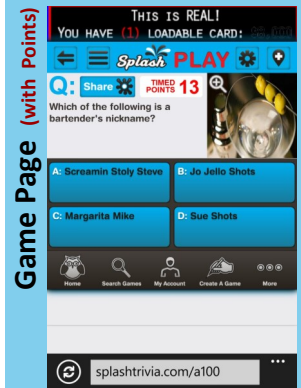 Game Page (with Points)
THIS IS REAL!
YOU HAVE (1) LOADABLE CARD:
Splash PLAY
Q: Share TIMED POINTS 13
Which of the following is a
bartender's nickname?
A: Screamin Stoly Steve
B: Jo Jello Shots
C: Margarita Mike
D: Sue Shots
Home
Search Games
My Account
Create A Game
More
splashtrivia.com/a100